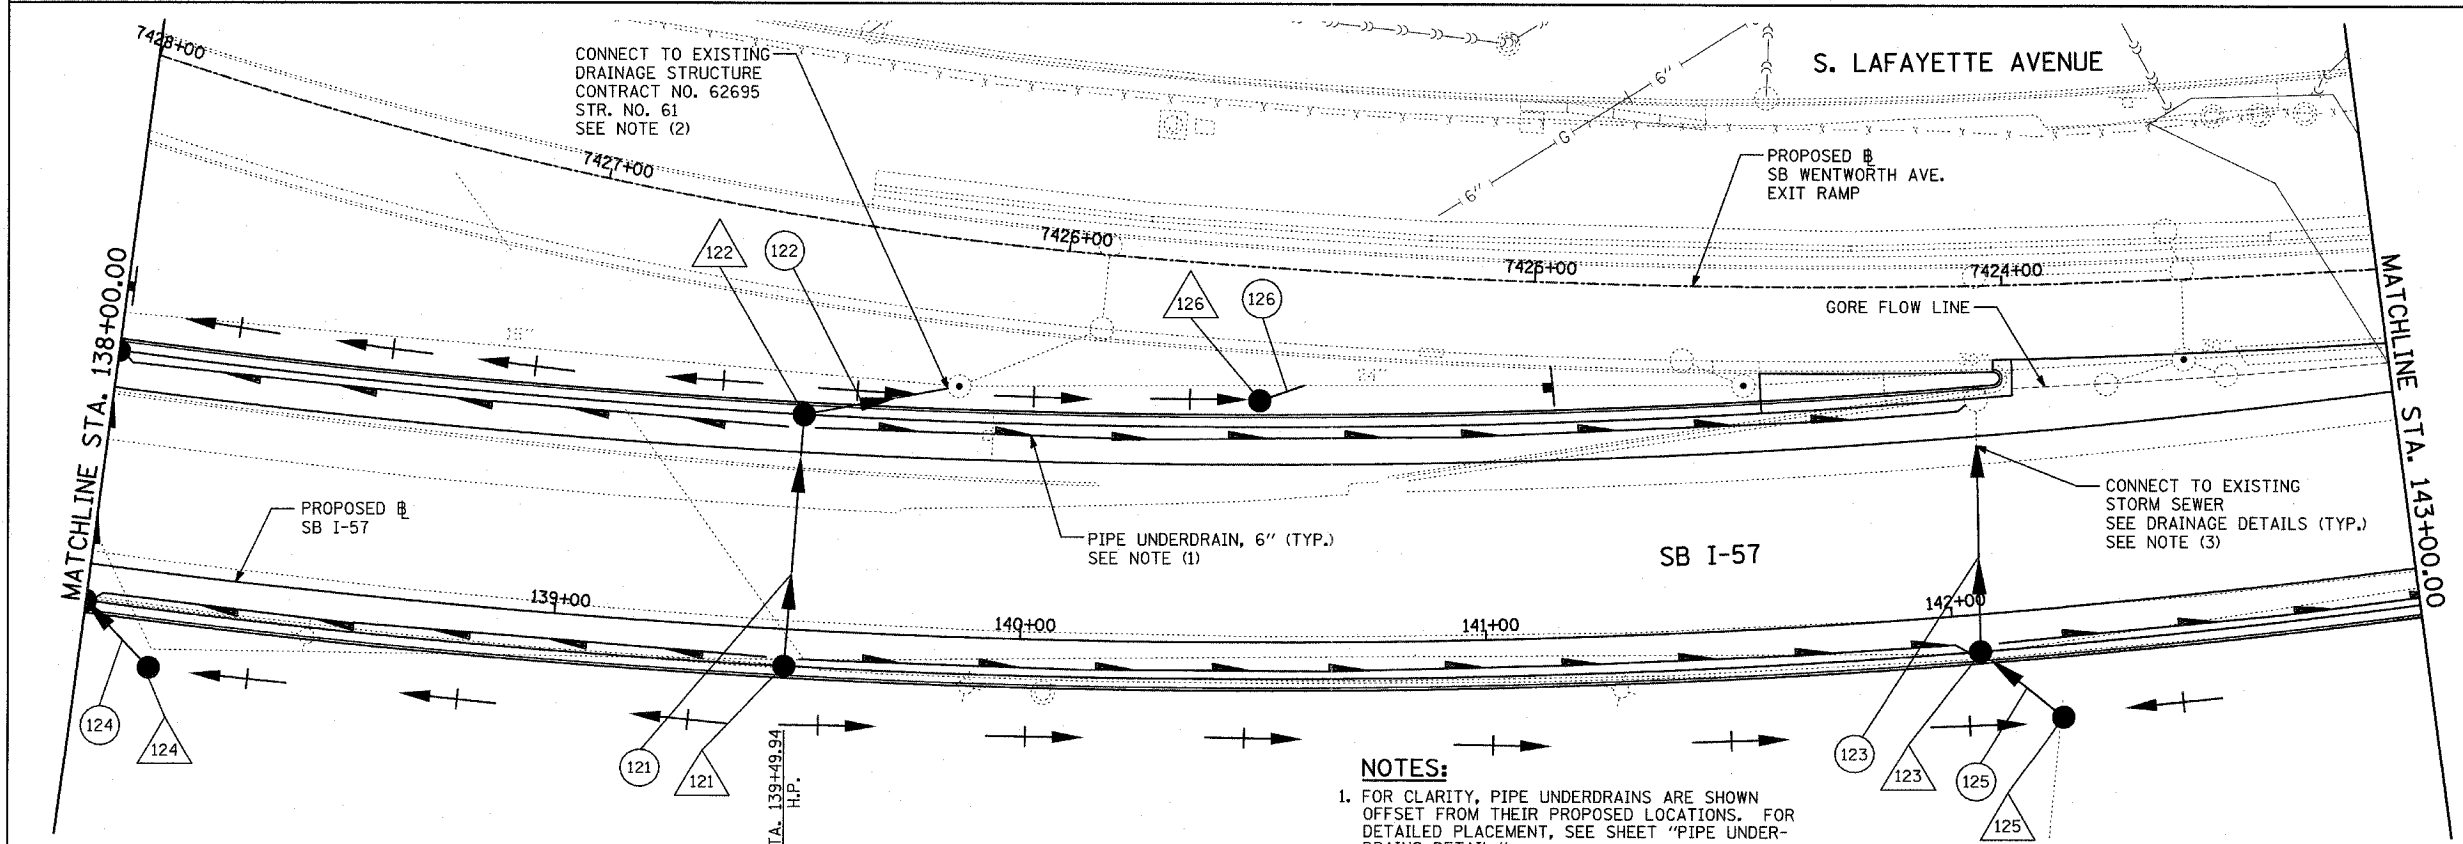 7428+00
CONNECT TO EXISTING
DRAINAGE STRUCTURE
CONTRACT NO. 62695
STR. NO. 61
SEE NOTE (2)
S. LAFAYETTE AVENUE
6"
G
6"
7427+00
PROPOSED ℄
SB WENTWORTH AVE.
EXIT RAMP
7426+00
7425+00
7424+00
122
122
126
126
GORE FLOW LINE
MATCHLINE STA. 138+00.00
MATCHLINE STA. 143+00.00
PROPOSED ℄
SB I-57
PIPE UNDERDRAIN, 6" (TYP.)
SEE NOTE (1)
SB I-57
CONNECT TO EXISTING
STORM SEWER
SEE DRAINAGE DETAILS (TYP.)
SEE NOTE (3)
139+00
140+00
141+00
142+00
124
124
121
121
TA. 139+49.94
H.P.
123
123
125
125
NOTES:
1. FOR CLARITY, PIPE UNDERDRAINS ARE SHOWN
OFFSET FROM THEIR PROPOSED LOCATIONS. FOR
DETAILED PLACEMENT, SEE SHEET "PIPE UNDER-